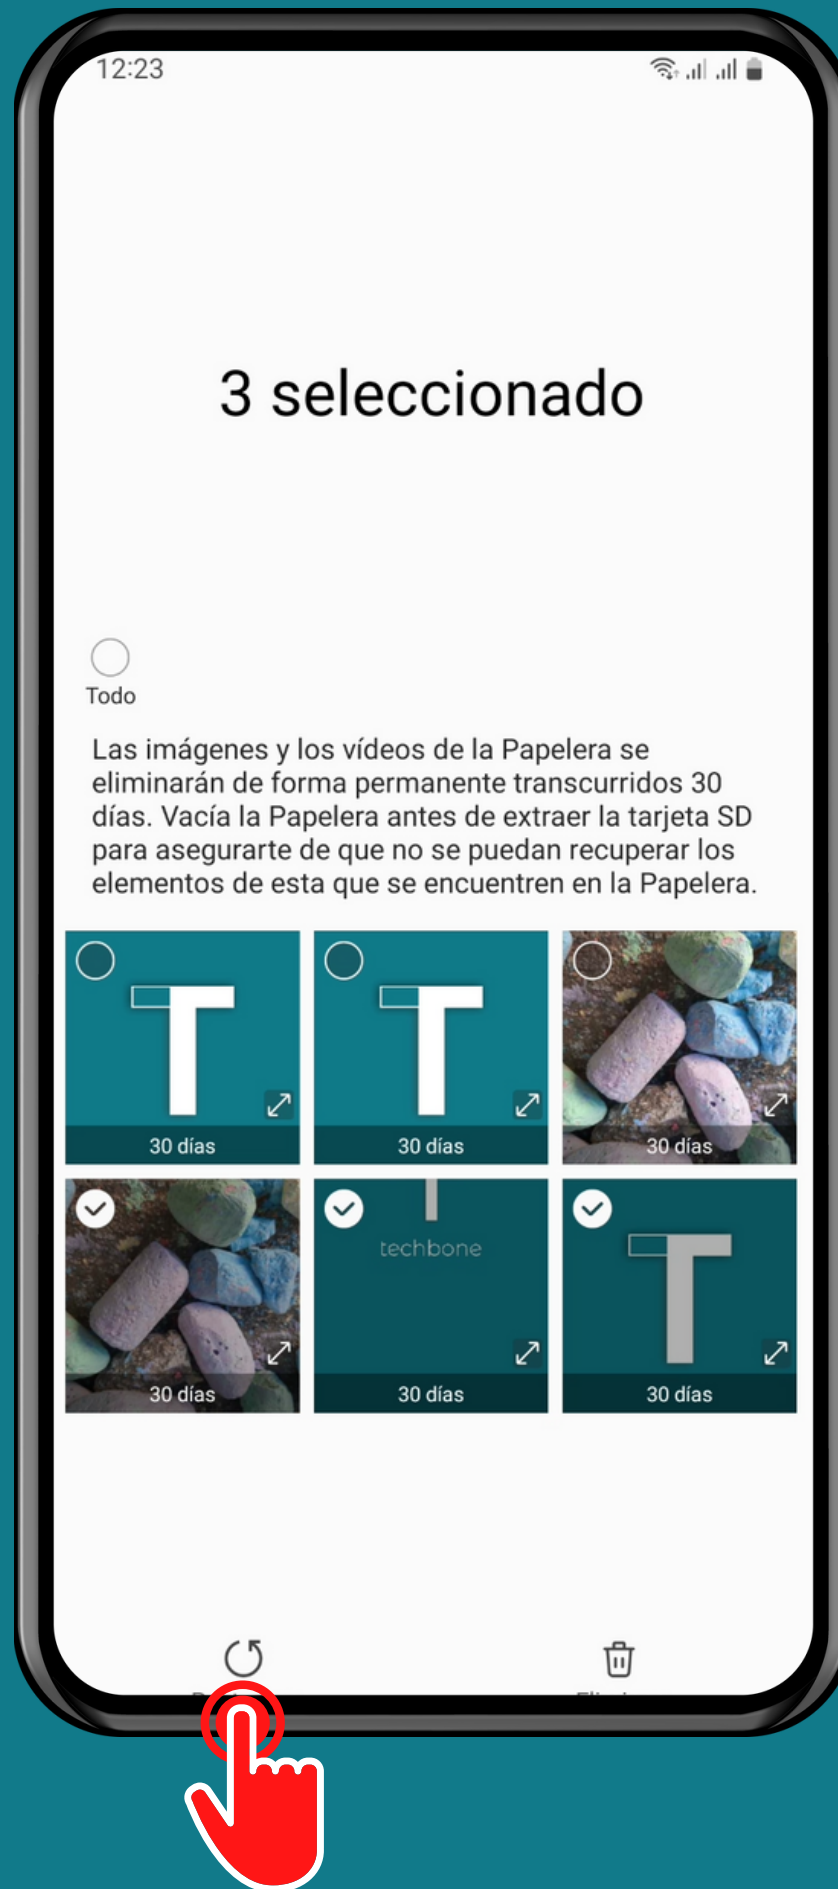 12:23
3 seleccionado
Todo
Las imágenes y los vídeos de la Papelera se
eliminarán de forma permanente transcurridos 30
días. Vacía la Papelera antes de extraer la tarjeta SD
para asegurarte de que no se puedan recuperar los
elementos de esta que se encuentren en la Papelera.
T
T
30 días
30 días
30 días
techbone
T
30 días
30 días
30 días